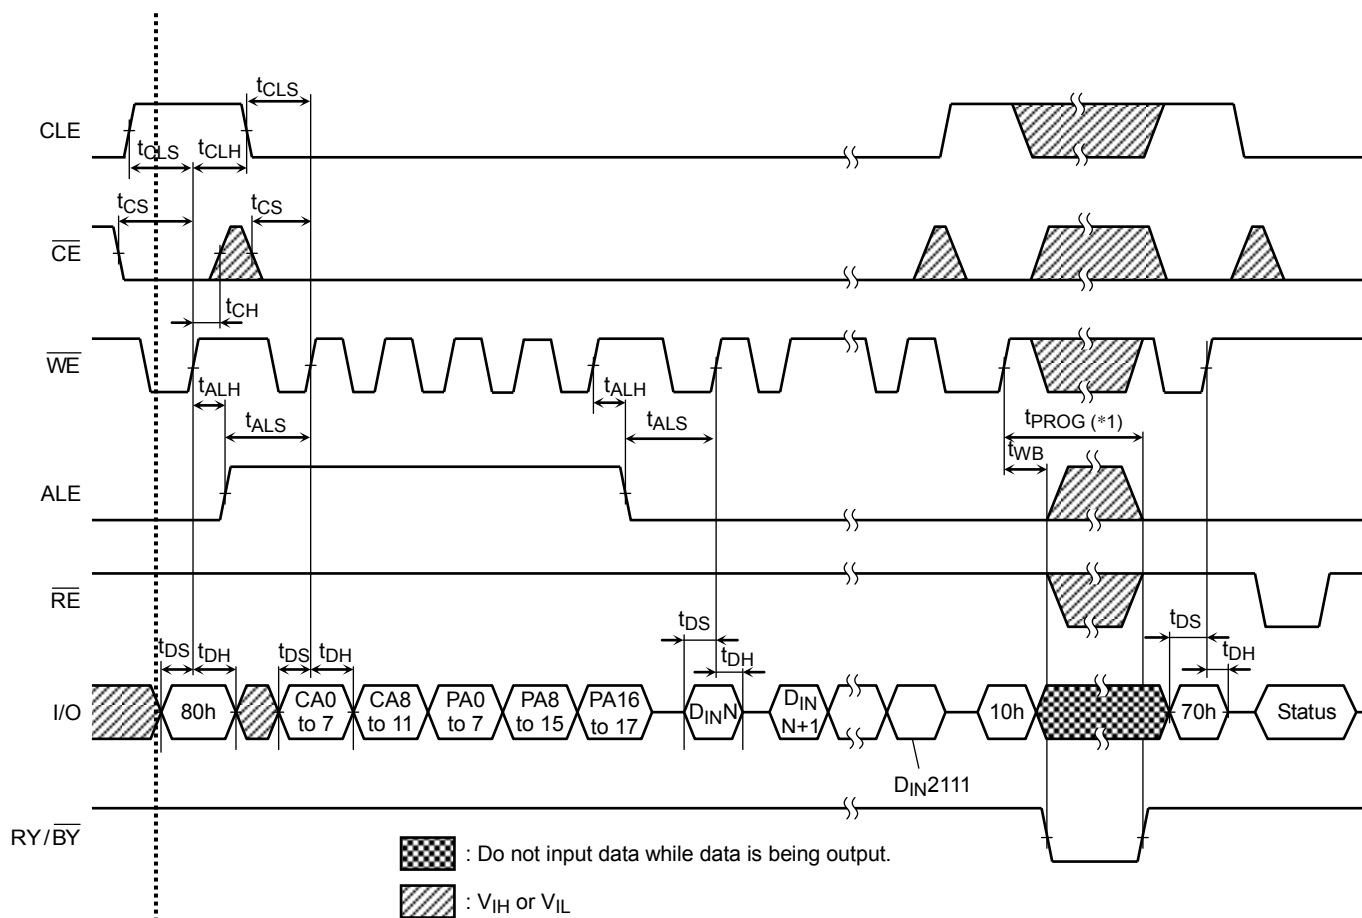 tCLS
CLE
tCLS tCLH
tCS tCS
CE
tCH
WE
tALH tALH
tALS tALS tPROG (*1)
tWB
ALE
RE
tDS tDH tDS tDH tDS tDH tDS tDH
I/O 80h CA0 to 7 CA8 to 11 PA0 to 7 PA8 to 15 PA16 to 17 DINN DIN N+1 10h 70h Status
DIN2111
RY/BY
: Do not input data while data is being output.
: VIH or VIL